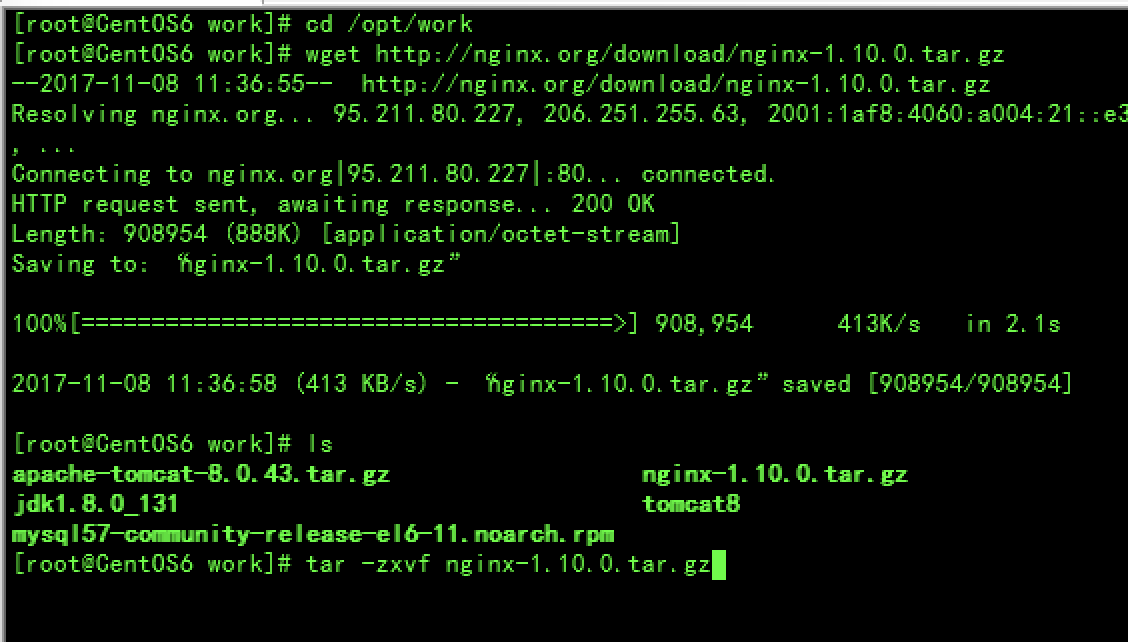 [root@CentOS6 work]# cd /opt/work
[root@CentOS6 work]# wget http://nginx.org/download/nginx-1.10.0.tar.gz
--2017-11-08 11:36:55--  http://nginx.org/download/nginx-1.10.0.tar.gz
Resolving nginx.org... 95.211.80.227, 206.251.255.63, 2001:1af8:4060:a004:21::e3
, ...
Connecting to nginx.org|95.211.80.227|:80... connected.
HTTP request sent, awaiting response... 200 OK
Length: 908954 (888K) [application/octet-stream]
Saving to: “nginx-1.10.0.tar.gz”
100%[======================================>] 908,954      413K/s   in 2.1s
2017-11-08 11:36:58 (413 KB/s) - “nginx-1.10.0.tar.gz” saved [908954/908954]
[root@CentOS6 work]# ls
apache-tomcat-8.0.43.tar.gz                  nginx-1.10.0.tar.gz
jdk1.8.0_131                                 tomcat8
mysql57-community-release-el6-11.noarch.rpm
[root@CentOS6 work]# tar -zxvf nginx-1.10.0.tar.gz